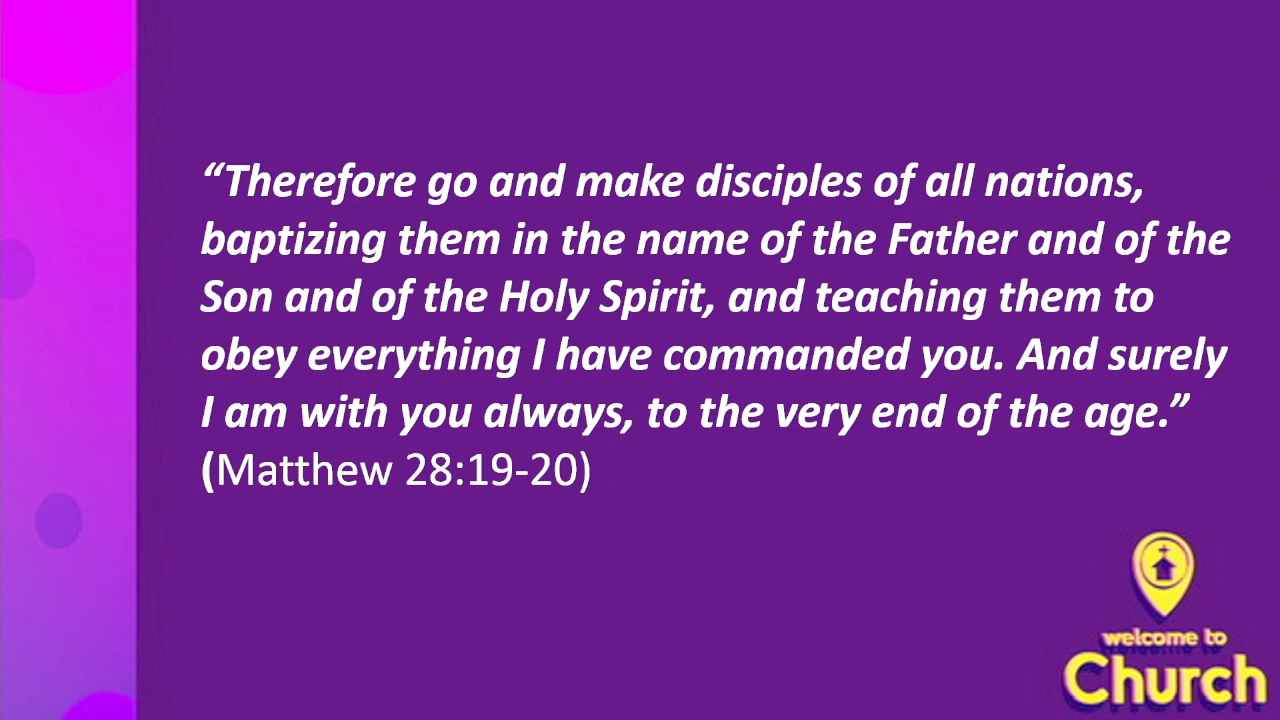 “Therefore go and make disciples of all nations,
baptizing them in the name of the Father and of the
Son and of the Holy Spirit, and teaching them to
obey everything I have commanded you. And surely
I am with you always, to the very end of the age.”
(Matthew 28:19-20)
welcome to
Church